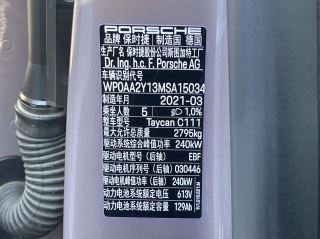 PORSCHE
品牌 保时捷 制造国 德国
生产厂名 保时捷股份公司斯图加特工厂
Dr. Ing. h.c. F. Porsche AG
车辆识别代号
WP0AA2Y13MSA15034
制造年月 2021-03
乘坐人数 5 1,0%
整车型号 Taycan C111
最大允许总质量 2795kg
驱动系统综合峰值功率 240kW
驱动电机型号（后轴） EBF
驱动电机序列号（后轴） 030446
驱动电机峰值功率（后轴） 240kW
动力电池系统额定电压 613V
动力电池系统额定容量 129Ah